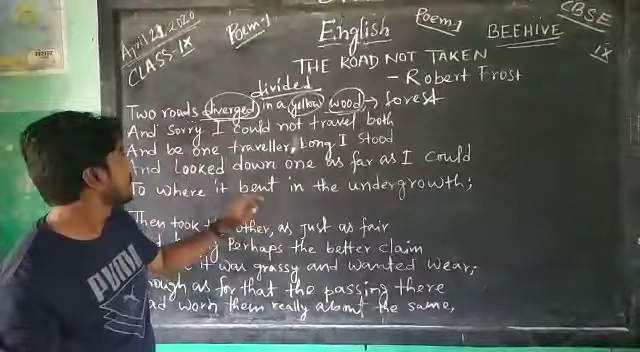 April 21, 2020
CLASS-IX
Poem-1
English
Poem-1
BEEHIVE
CBSE
IX
THE ROAD NOT TAKEN
- Robert Frost
divided
Two roads diverged in a yellow wood → forest
And sorry I could not travel both
And be one traveller, Long I stood
And Looked down one as far as I could
To where it bent in the undergrowth;
Then took other, as just as fair
Perhaps the better claim
it was grassy and wanted wear;
as for that the passing there
worn them really about the same,
PUMA